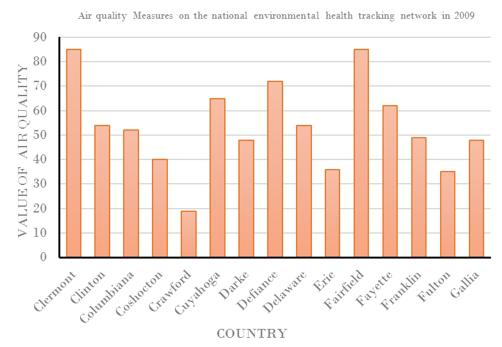 Air quality Measures on the national environmental health tracking network in 2009
VALUE OF AIR QUALITY
90
80
70
60
50
40
30
20
10
0
Clermont
Clinton
Columbiana
Coshocton
Crawford
Cuyahoga
Darke
Defiance
Delaware
Erie
Fairfield
Fayette
Franklin
Fulton
Gallia
COUNTRY